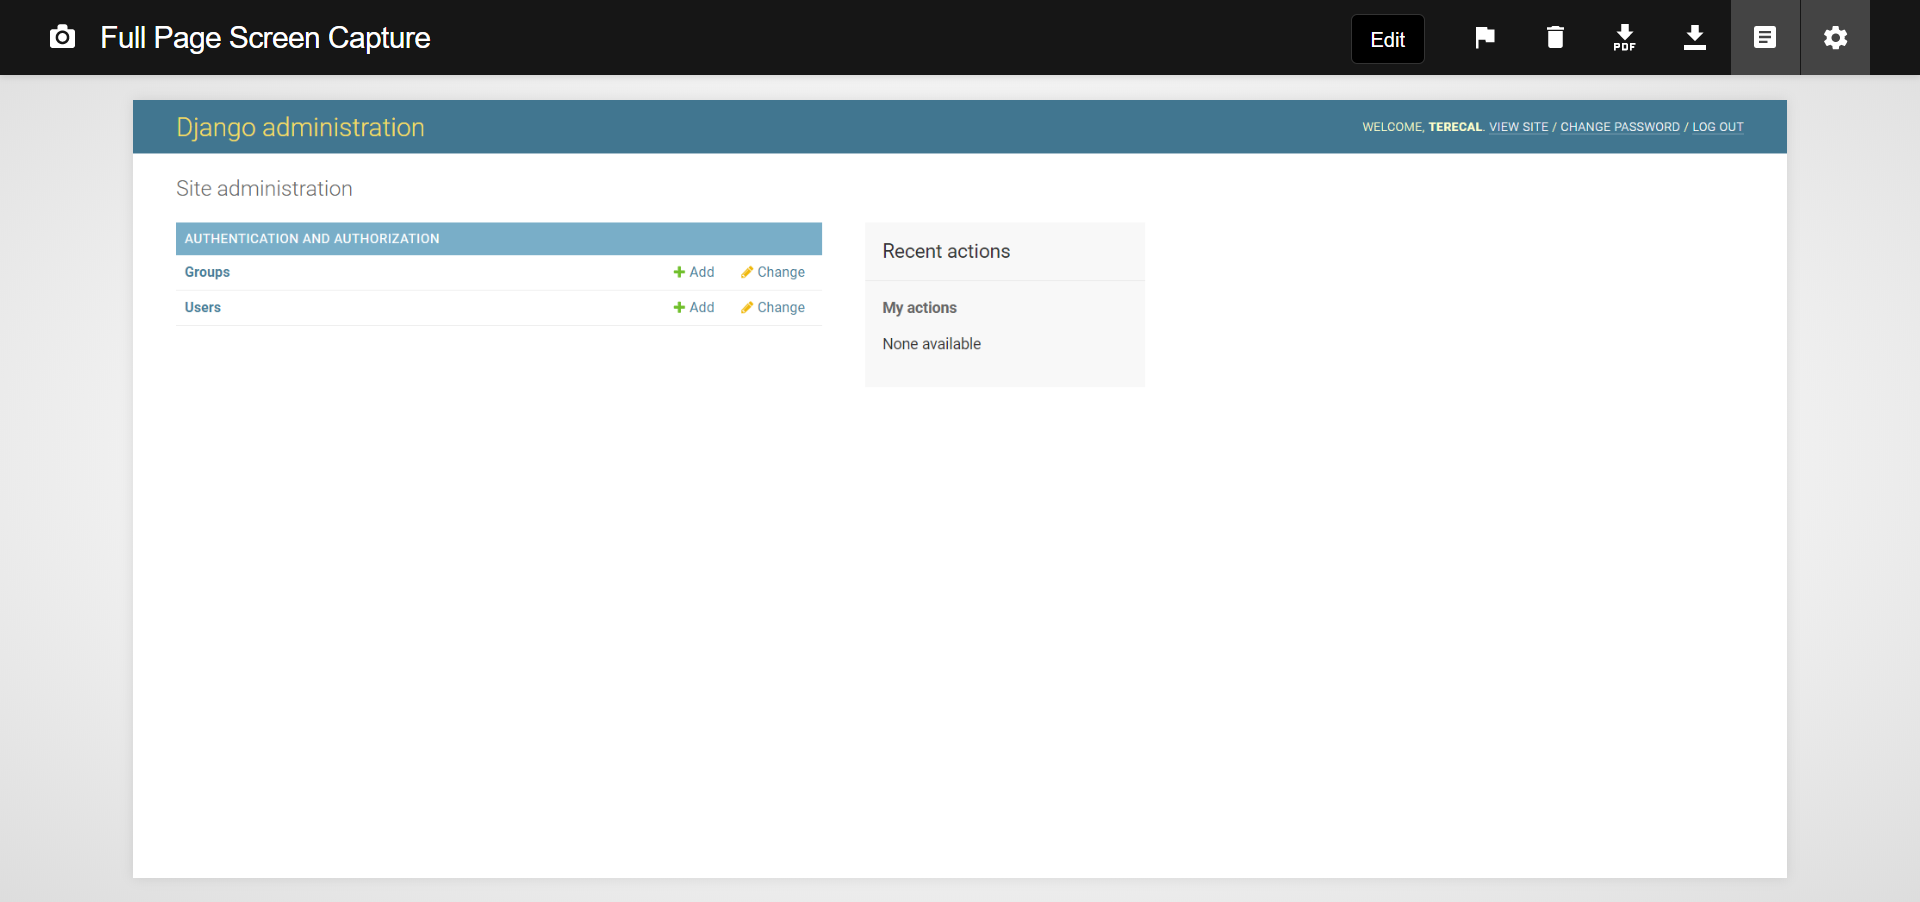 Full Page Screen Capture
Edit
PDF
Django administration
WELCOME, TERECAL. VIEW SITE / CHANGE PASSWORD / LOG OUT
Site administration
AUTHENTICATION AND AUTHORIZATION
Groups Add Change
Users Add Change
Recent actions
My actions
None available